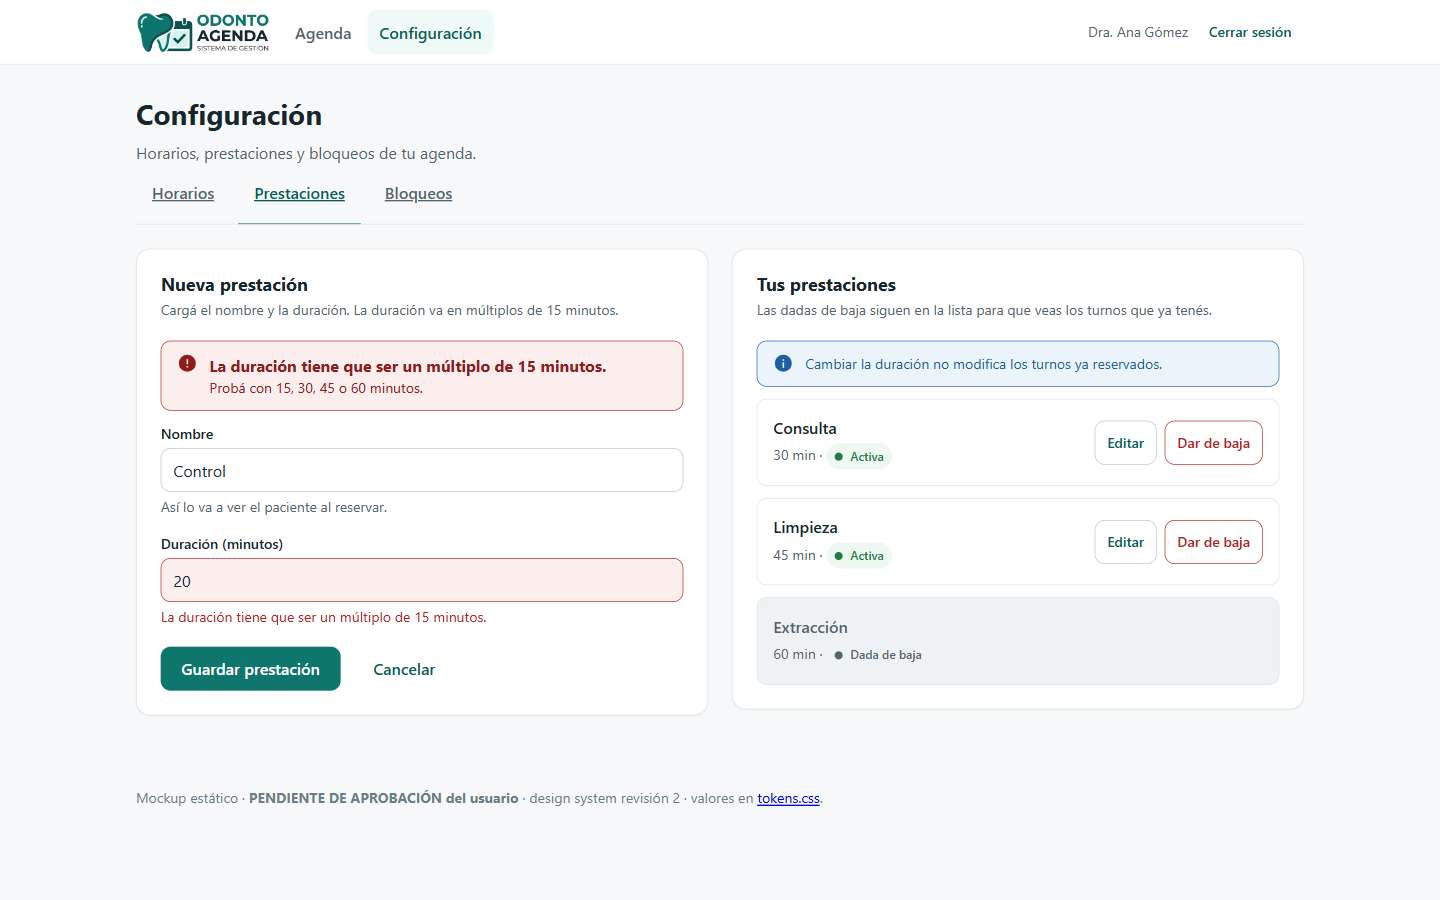 ODONTO
AGENDA
SISTEMA DE GESTIÓN
Agenda
Configuración
Dra. Ana Gómez
Cerrar sesión
Configuración
Horarios, prestaciones y bloqueos de tu agenda.
Horarios
Prestaciones
Bloqueos
Nueva prestación
Cargá el nombre y la duración. La duración va en múltiplos de 15 minutos.
La duración tiene que ser un múltiplo de 15 minutos.
Probá con 15, 30, 45 o 60 minutos.
Nombre
Control
Así lo va a ver el paciente al reservar.
Duración (minutos)
20
La duración tiene que ser un múltiplo de 15 minutos.
Guardar prestación
Cancelar
Tus prestaciones
Las dadas de baja siguen en la lista para que veas los turnos que ya tenés.
Cambiar la duración no modifica los turnos ya reservados.
Consulta
30 min · Activa
Editar
Dar de baja
Limpieza
45 min · Activa
Editar
Dar de baja
Extracción
60 min · Dada de baja
Mockup estático · PENDIENTE DE APROBACIÓN del usuario · design system revisión 2 · valores en tokens.css.